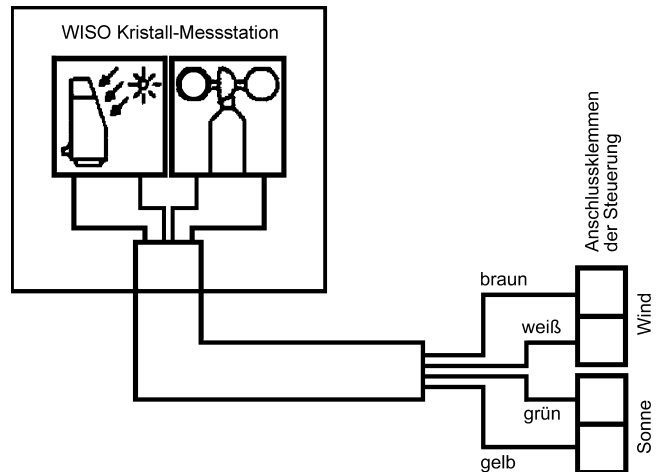 WISO Kristall-Messstation
Anschlussklemmen
der Steuerung
braun
weiß
Wind
grün
gelb
Sonne